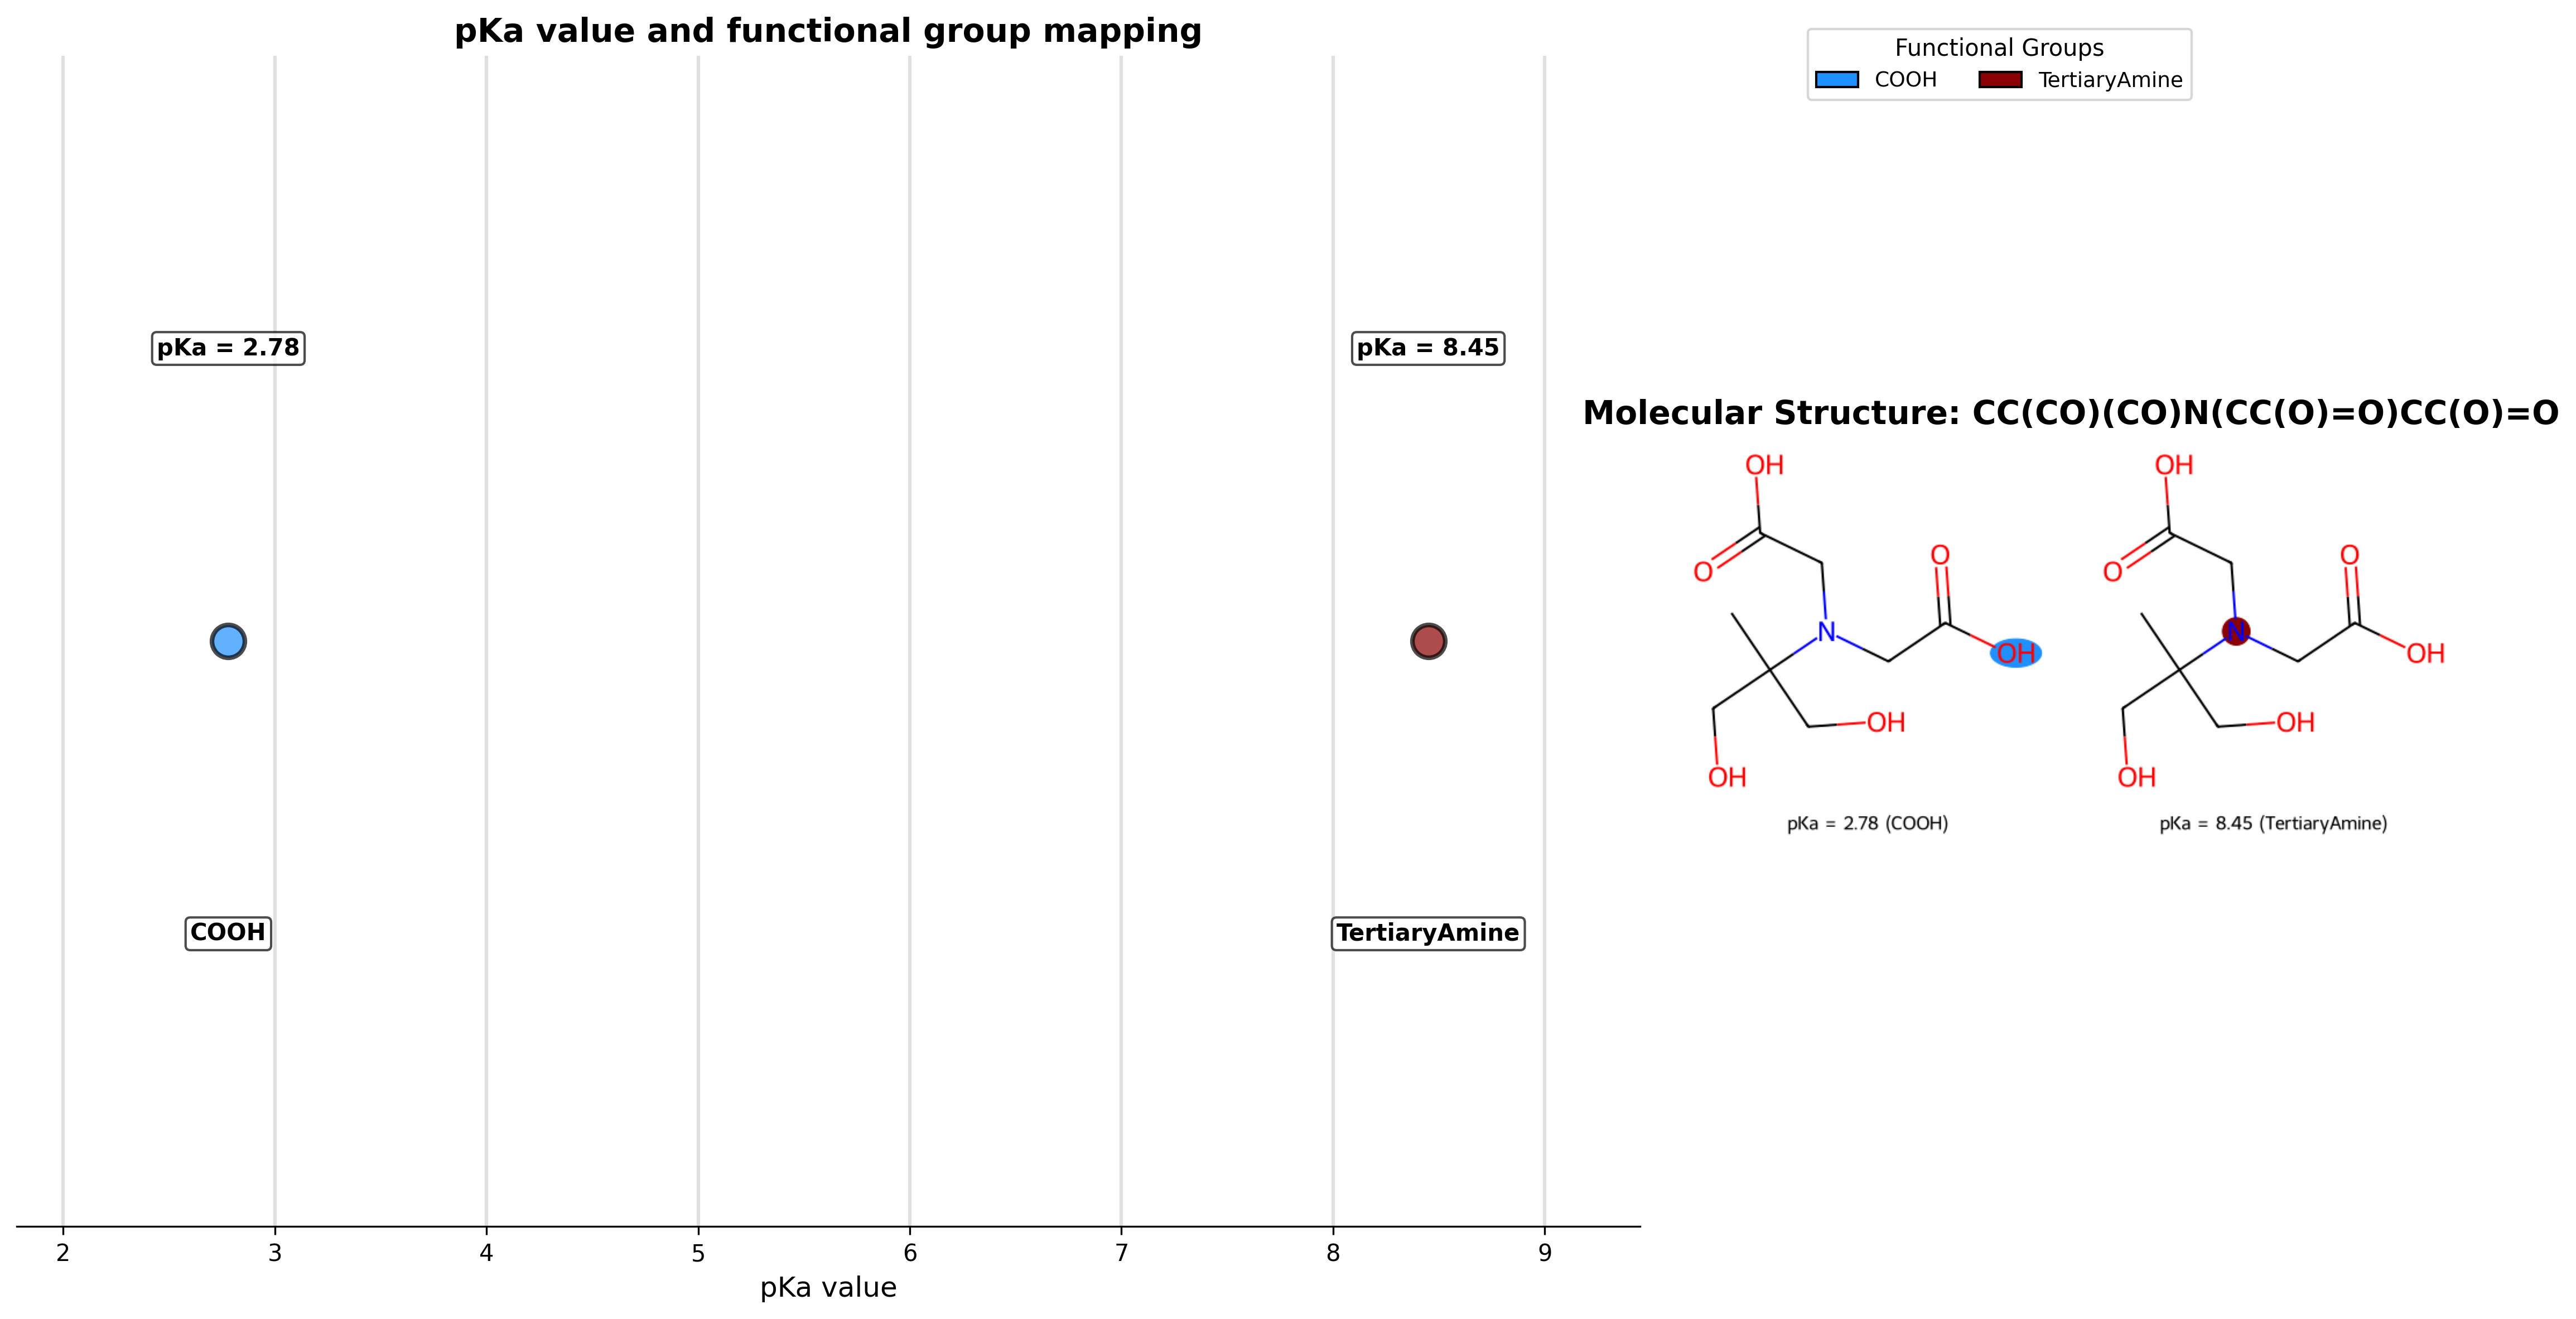 pKa value and functional group mapping
Functional Groups
COOH TertiaryAmine
pKa = 2.78
pKa = 8.45
COOH
TertiaryAmine
2 3 4 5 6 7 8 9
pKa value
Molecular Structure: CC(CO)(CO)N(CC(O)=O)CC(O)=O
OH
O
O
N
OH
OH
OH
pKa = 2.78 (COOH)
OH
O
O
N
OH
OH
OH
pKa = 8.45 (TertiaryAmine)